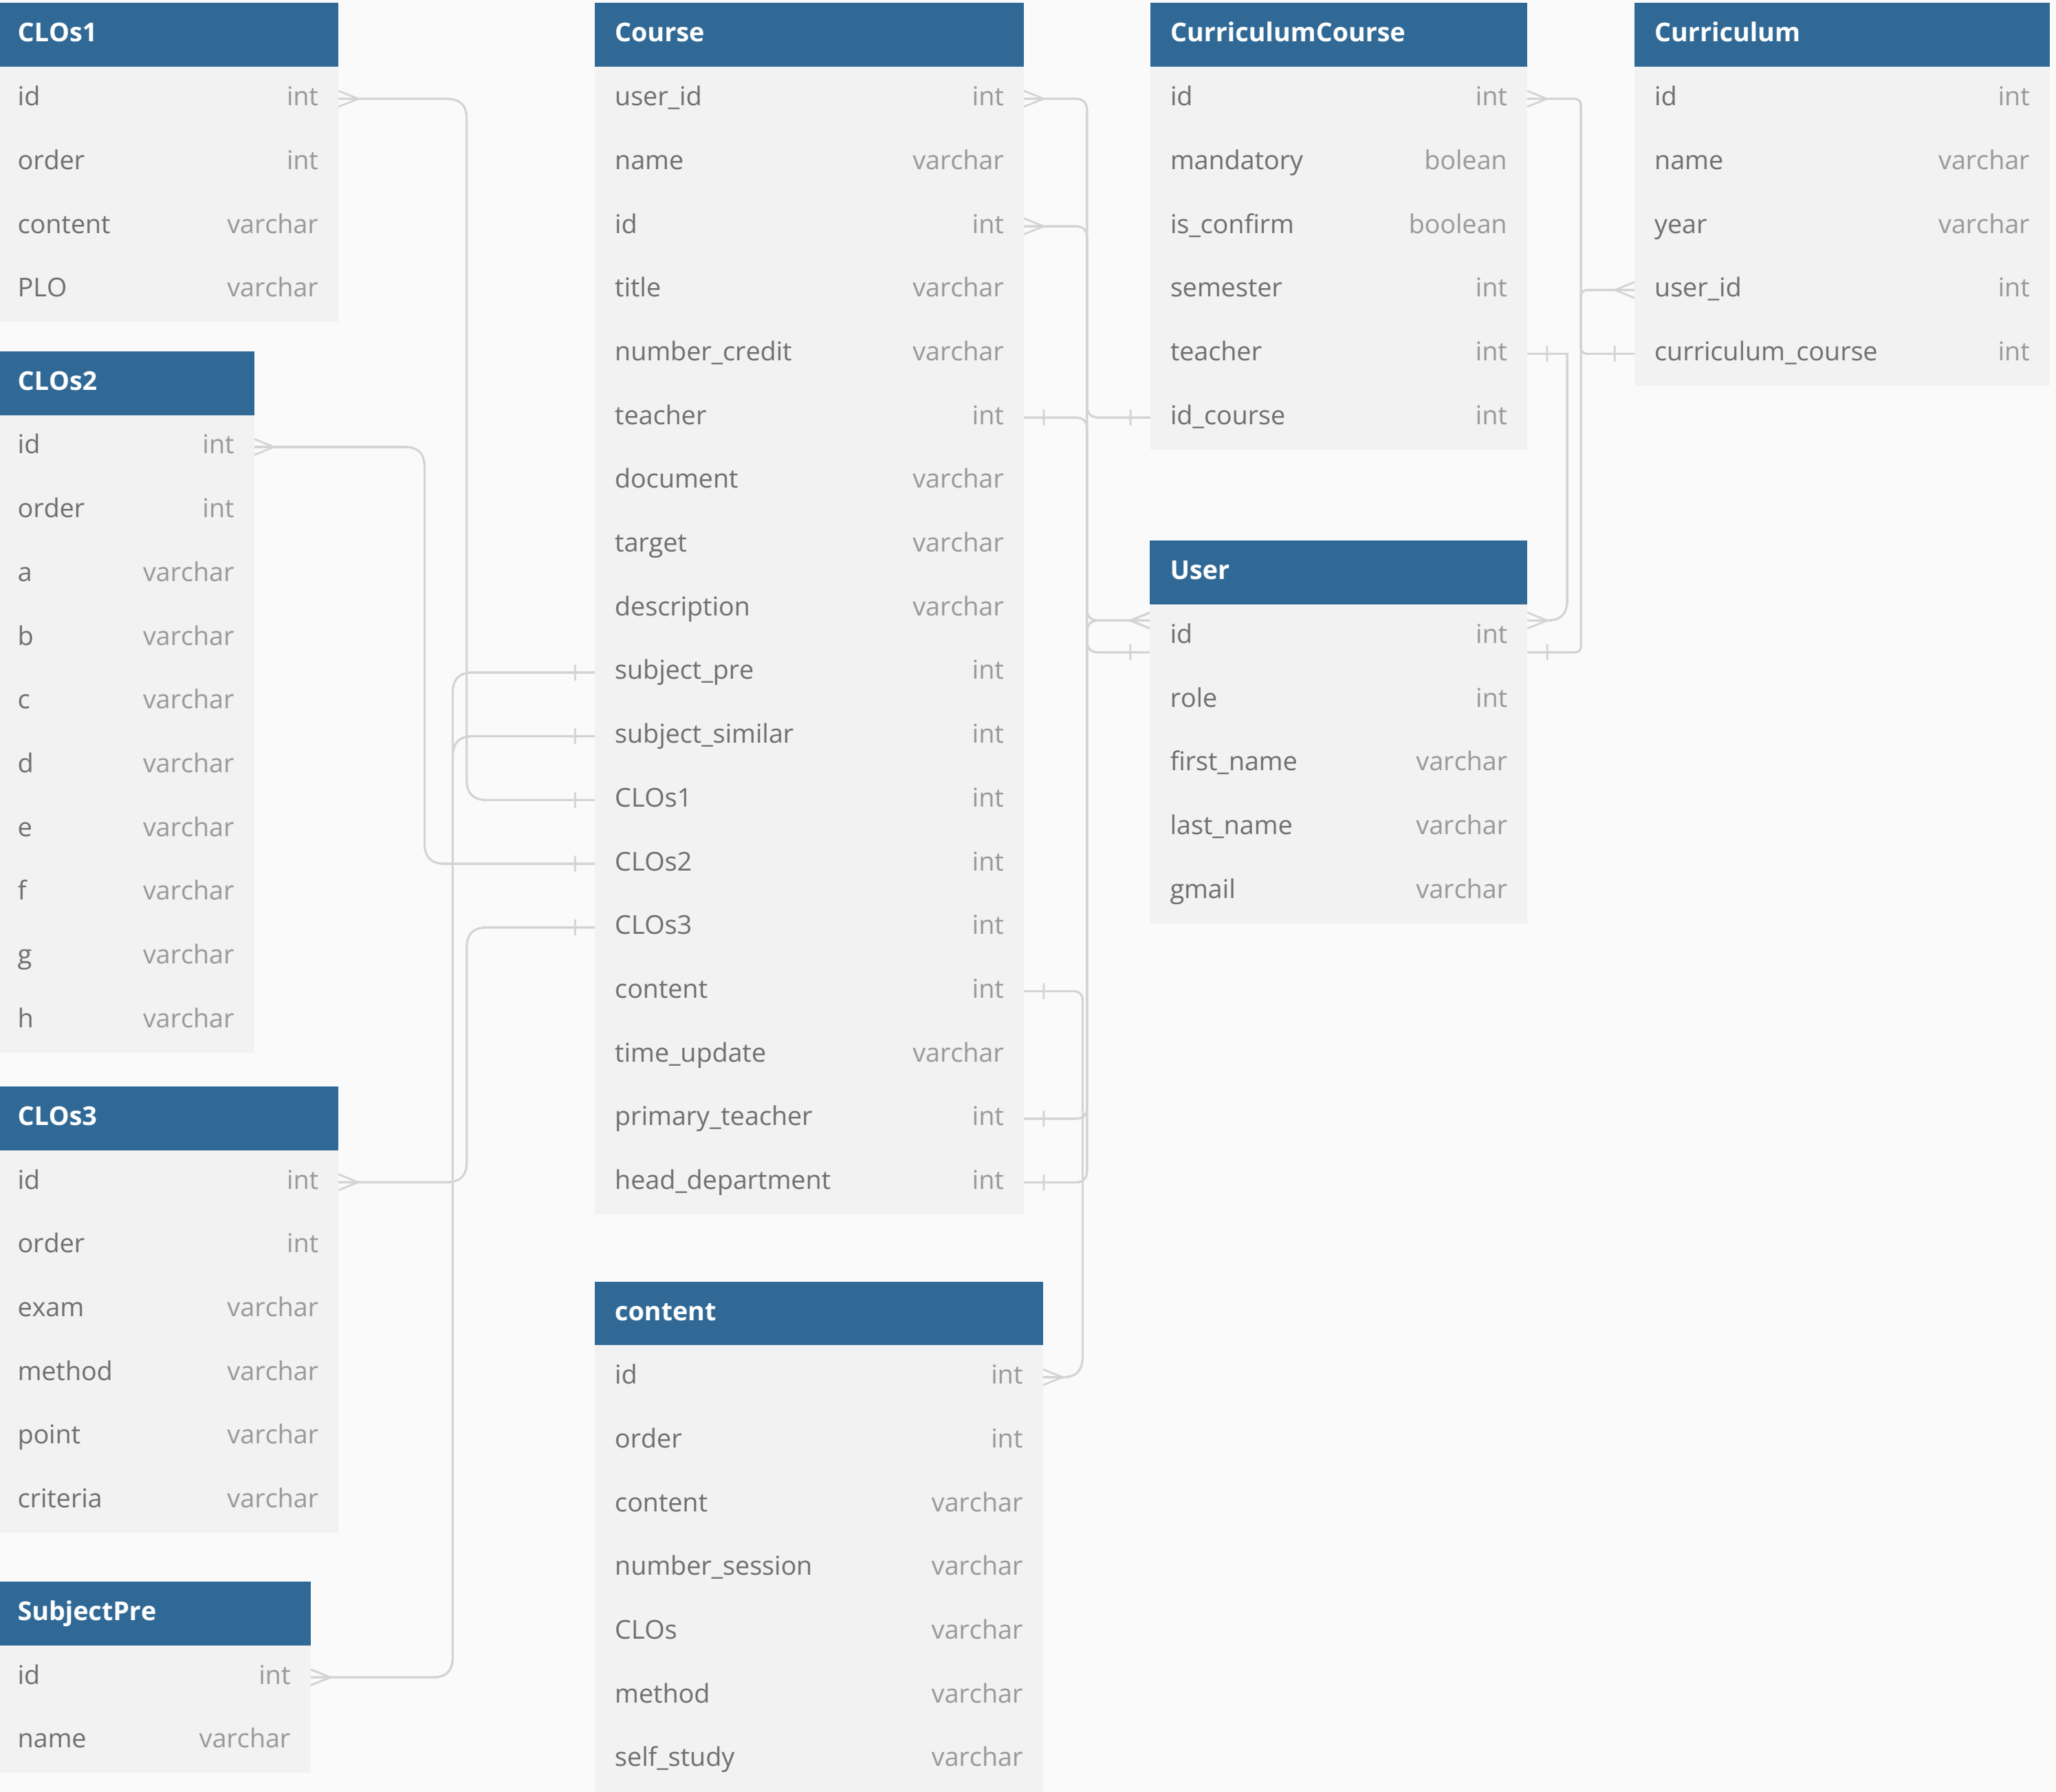 CLOs1
id int
order int
content varchar
PLO varchar
CLOs2
id int
order int
a varchar
b varchar
c varchar
d varchar
e varchar
f varchar
g varchar
h varchar
CLOs3
id int
order int
exam varchar
method varchar
point varchar
criteria varchar
SubjectPre
id int
name varchar
Course
user_id int
name varchar
id int
title varchar
number_credit varchar
teacher int
document varchar
target varchar
description varchar
subject_pre int
subject_similar int
CLOs1 int
CLOs2 int
CLOs3 int
content int
time_update varchar
primary_teacher int
head_department int
content
id int
order int
content varchar
number_session varchar
CLOs varchar
method varchar
self_study varchar
CurriculumCourse
id int
mandatory bolean
is_confirm boolean
semester int
teacher int
id_course int
User
id int
role int
first_name varchar
last_name varchar
gmail varchar
Curriculum
id int
name varchar
year varchar
user_id int
curriculum_course int